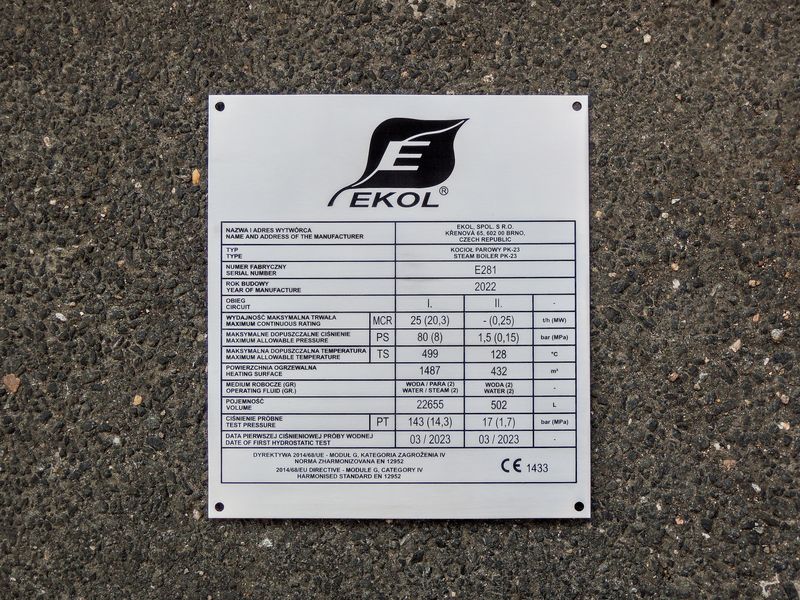 E
EKOL®
NAZWA I ADRES WYTWÓRCA
NAME AND ADDRESS OF THE MANUFACTURER
EKOL, SPOL. S R.O.
KŘENOVÁ 65, 602 00 BRNO,
CZECH REPUBLIC
TYP
TYPE
KOCIOŁ PAROWY PK-23
STEAM BOILER PK-23
NUMER FABRYCZNY
SERIAL NUMBER
E281
ROK BUDOWY
YEAR OF MANUFACTURE
2022
OBIEG
CIRCUIT
I. II. -
WYDAJNOŚĆ MAKSYMALNA TRWAŁA
MAXIMUM CONTINUOUS RATING
MCR 25 (20,3) - (0,25) t/h (MW)
MAKSYMALNE DOPUSZCZALNE CIŚNIENIE
MAXIMUM ALLOWABLE PRESSURE
PS 80 (8) 1,5 (0,15) bar (MPa)
MAKSYMALNA DOPUSZCZALNA TEMPERATURA
MAXIMUM ALLOWABLE TEMPERATURE
TS 499 128 °C
POWIERZCHNIA OGRZEWALNA
HEATING SURFACE
1487 432 m²
MEDIUM ROBOCZE (GR)
OPERATING FLUID (GR.)
WODA / PARA (2) WODA (2) -
WATER / STEAM (2) WATER (2)
POJEMNOŚĆ
VOLUME
22655 502 L
CIŚNIENIE PRÓBNE
TEST PRESSURE
PT 143 (14,3) 17 (1,7) bar (MPa)
DATA PIERWSZEJ CIŚNIENIOWEJ PRÓBY WODNEJ
DATE OF FIRST HYDROSTATIC TEST
03 / 2023 03 / 2023 -
DYREKTYWA 2014/68/UE - MODUŁ G, KATEGORIA ZAGROŻENIA IV
NORMA ZHARMONIZOWANA EN 12952
2014/68/EU DIRECTIVE - MODULE G, CATEGORY IV
HARMONISED STANDARD EN 12952
CE 1433